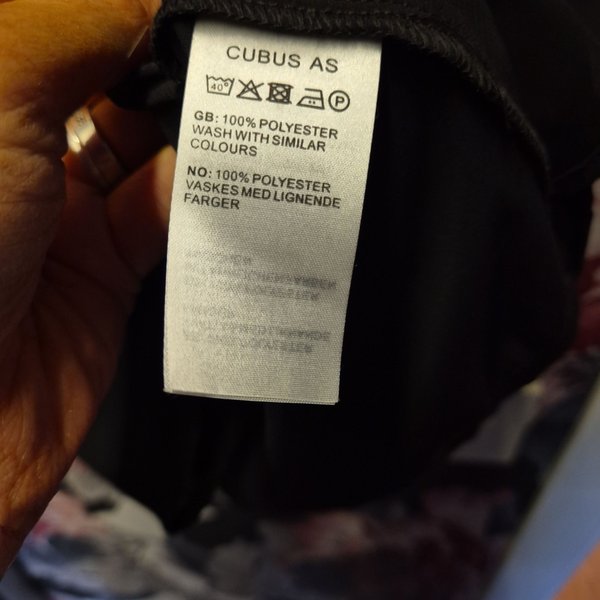 CUBUS AS
40°
P
GB: 100% POLYESTER
WASH WITH SIMILAR
COLOURS
NO: 100% POLYESTER
VASKES MED LIGNENDE
FARGER